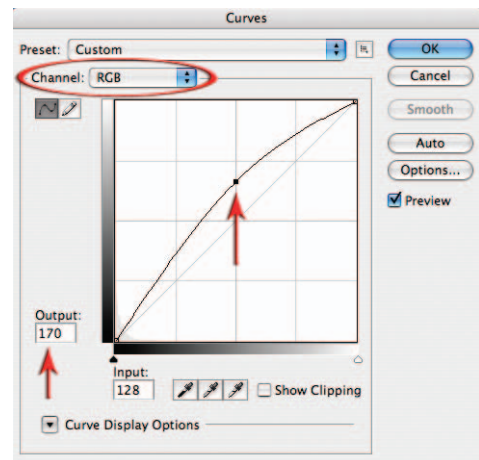 Curves
Preset: Custom
OK
Channel: RGB
Cancel
Smooth
Auto
Options...
Preview
Output:
170
Input:
128
Show Clipping
Curve Display Options